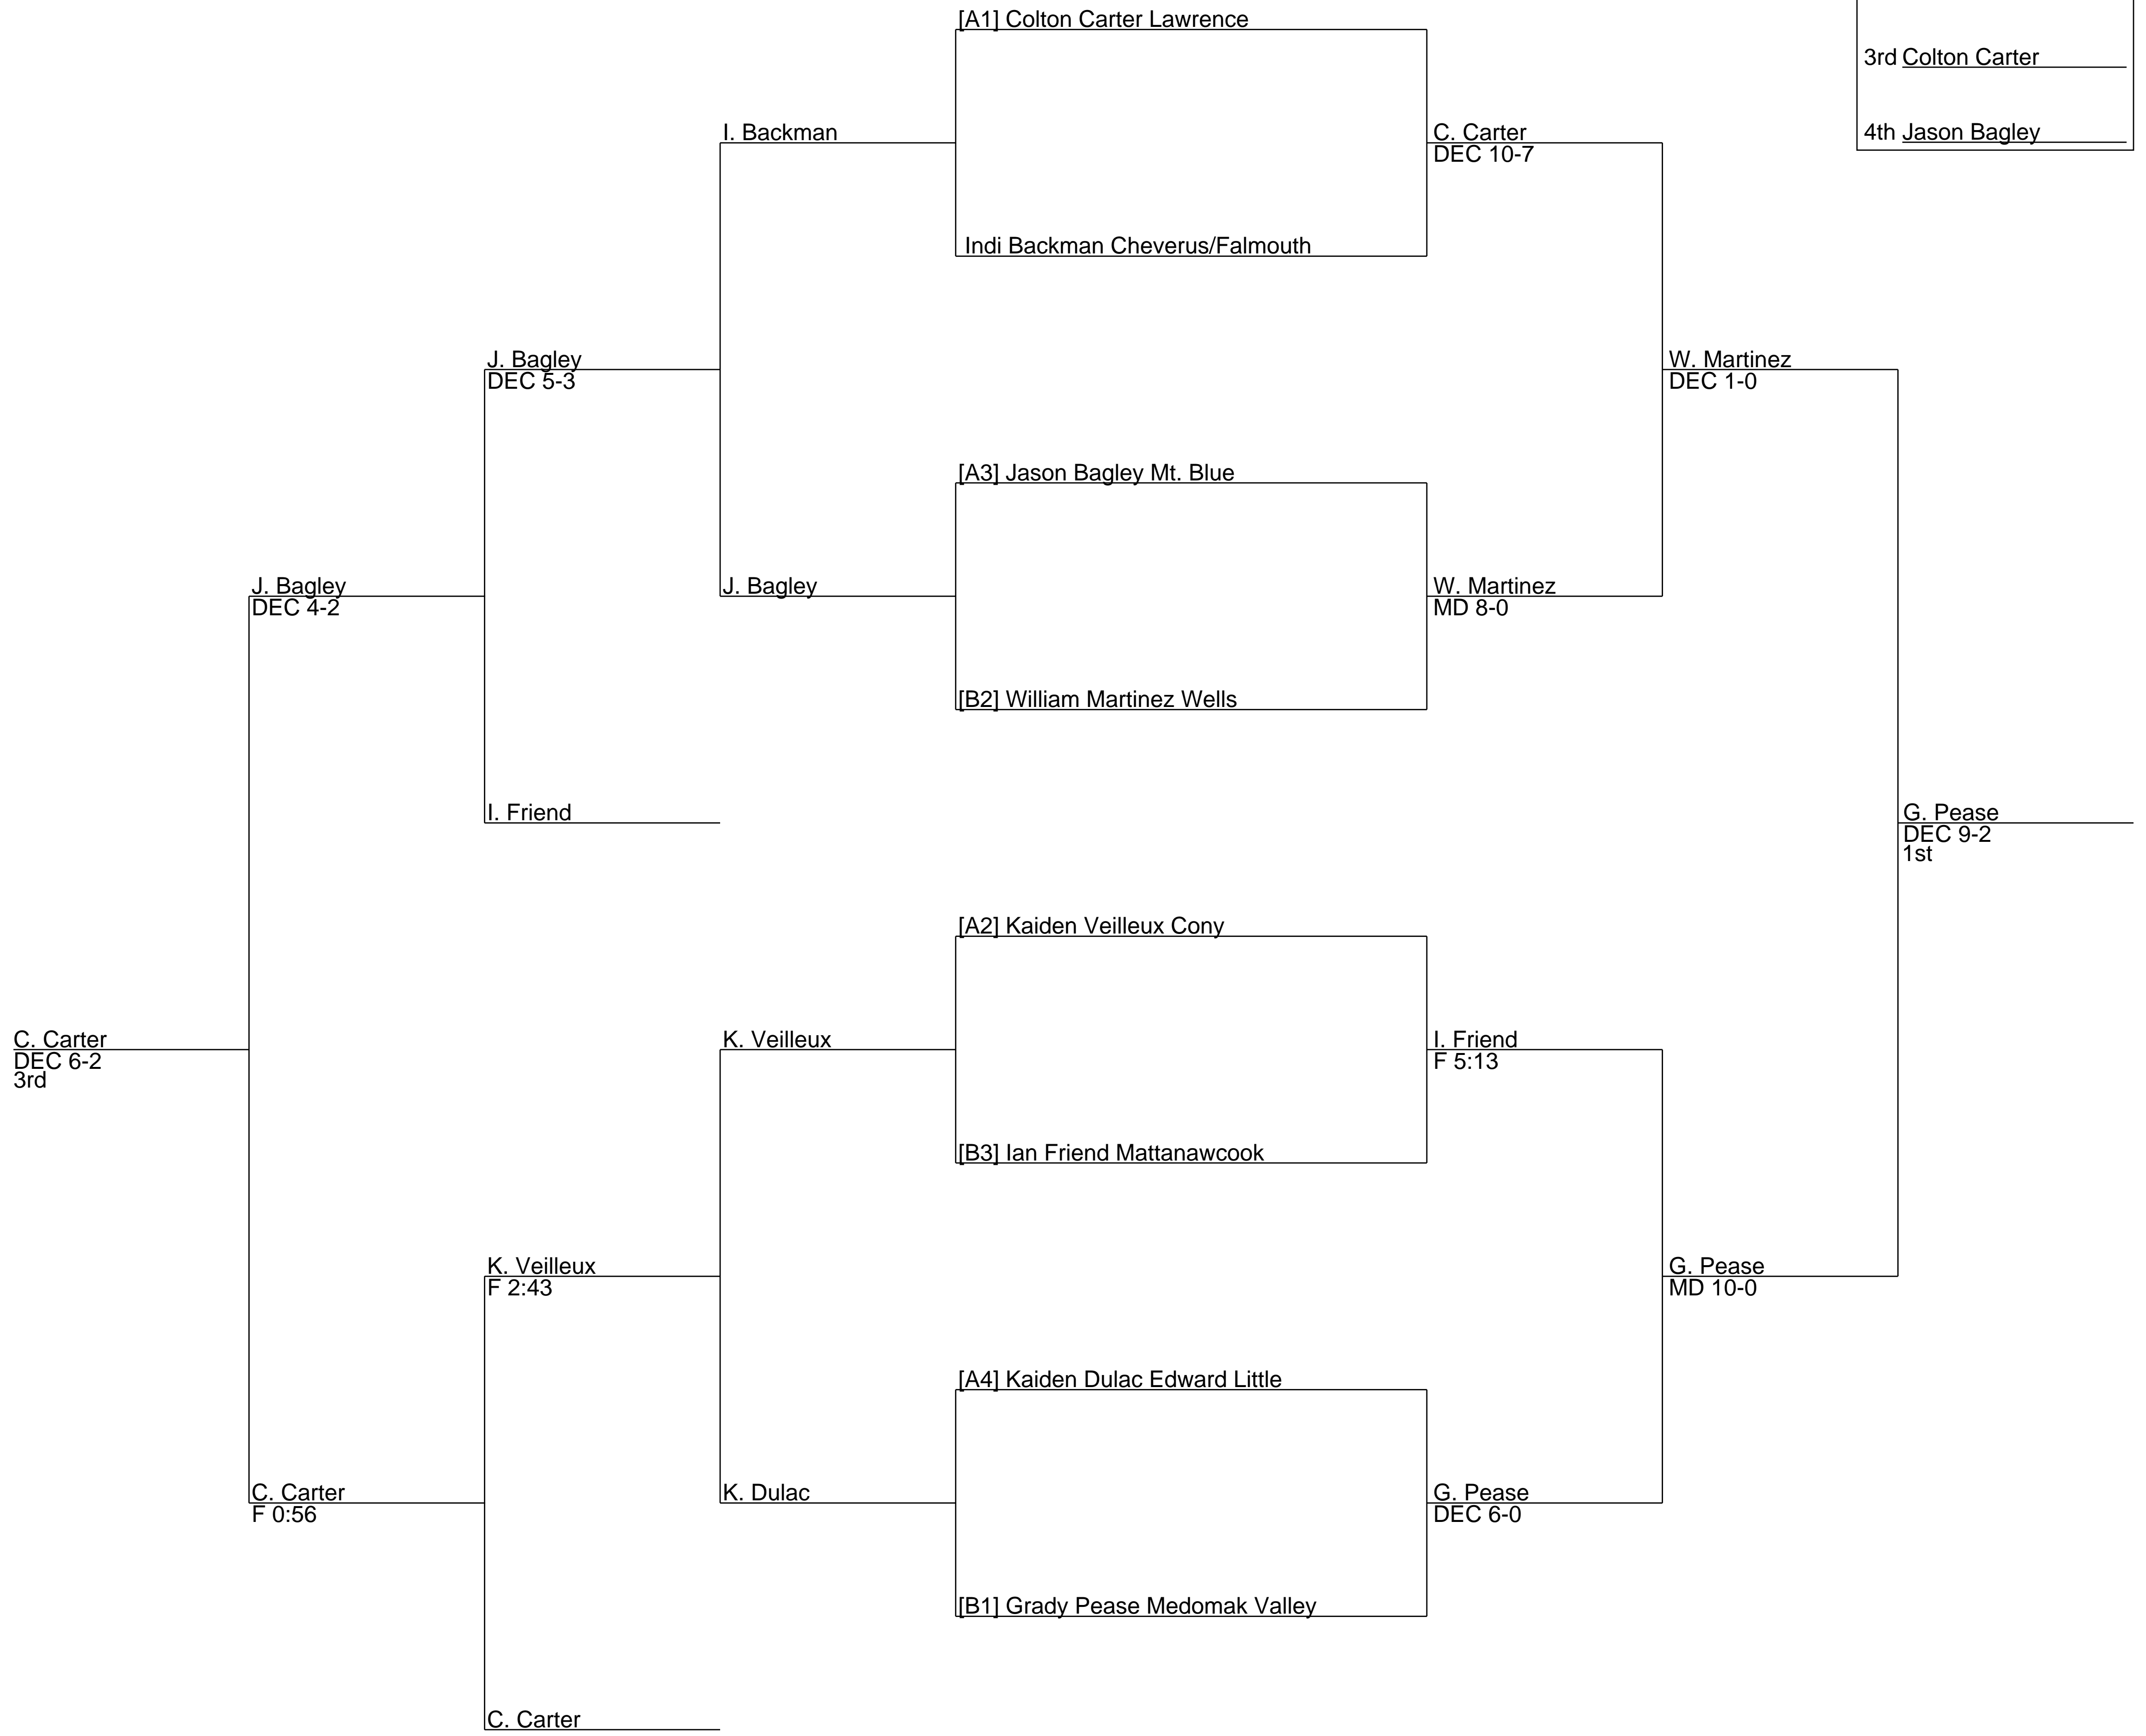 [A1] Colton Carter Lawrence
3rd Colton Carter
I. Backman
C. Carter
DEC 10-7
4th Jason Bagley
Indi Backman Cheverus/Falmouth
J. Bagley
DEC 5-3
W. Martinez
DEC 1-0
[A3] Jason Bagley Mt. Blue
J. Bagley
DEC 4-2
J. Bagley
W. Martinez
MD 8-0
[B2] William Martinez Wells
I. Friend
G. Pease
DEC 9-2
1st
[A2] Kaiden Veilleux Cony
C. Carter
DEC 6-2
3rd
K. Veilleux
I. Friend
F 5:13
[B3] Ian Friend Mattanawcook
K. Veilleux
F 2:43
G. Pease
MD 10-0
[A4] Kaiden Dulac Edward Little
C. Carter
F 0:56
K. Dulac
G. Pease
DEC 6-0
[B1] Grady Pease Medomak Valley
C. Carter